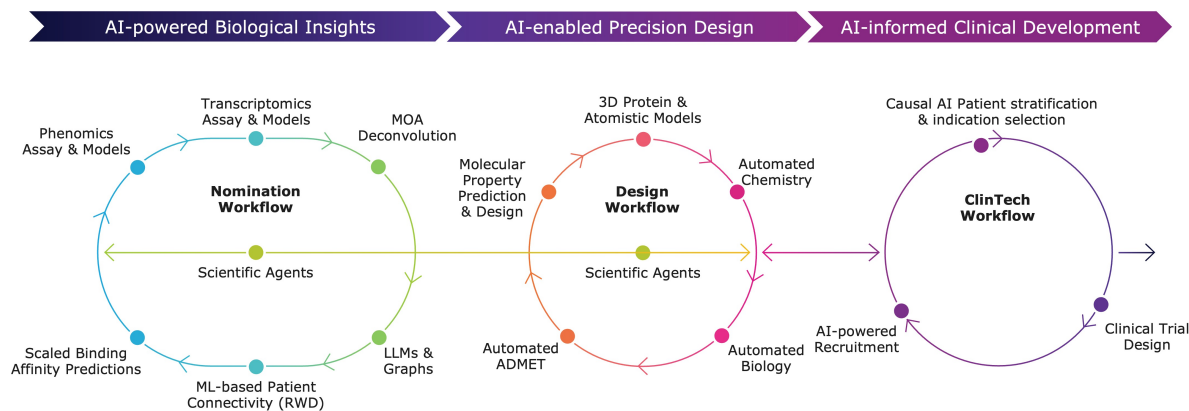 AI-powered Biological Insights
AI-enabled Precision Design
AI-informed Clinical Development
Transcriptomics
Assay & Models
MOA
Deconvolution
Phenomics
Assay & Models
Nomination
Workflow
Scientific Agents
Scaled Binding
Affinity Predictions
ML-based Patient
Connectivity (RWD)
LLMs &
Graphs
3D Protein &
Atomistic Models
Molecular
Property
Prediction
& Design
Automated
Chemistry
Design
Workflow
Scientific Agents
Automated
ADMET
Automated
Biology
Causal AI Patient stratification
& indication selection
ClinTech
Workflow
AI-powered
Recruitment
Clinical Trial
Design